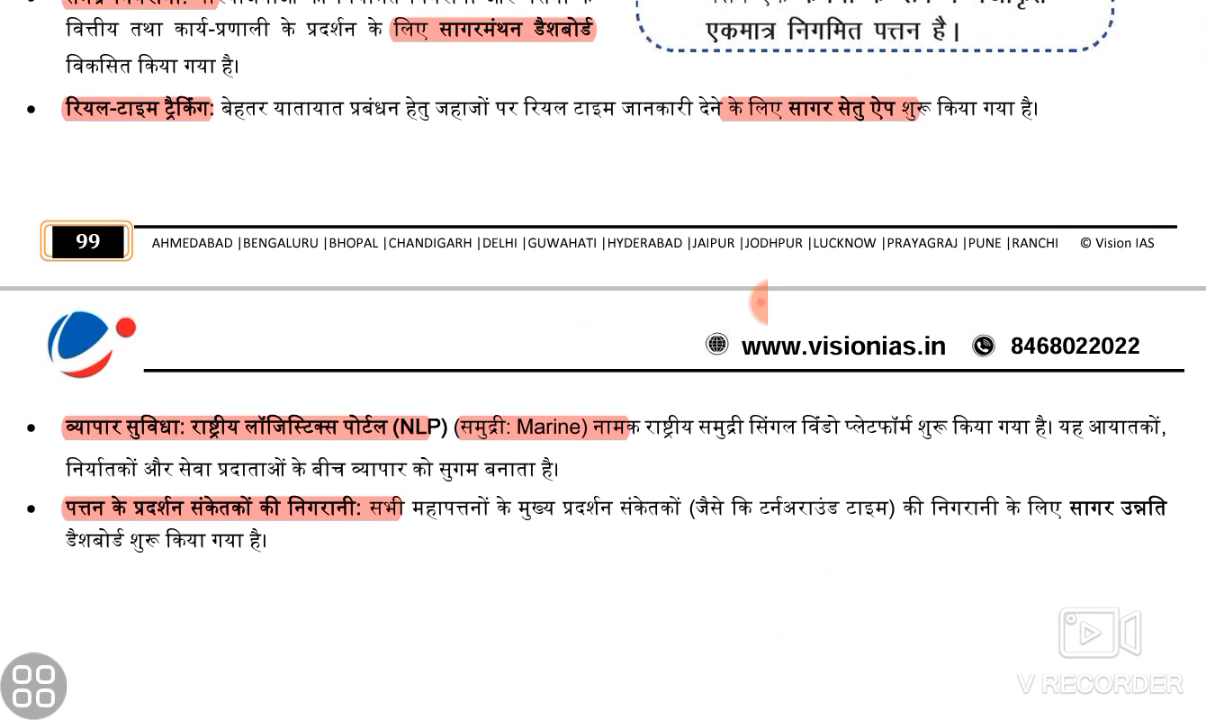 वित्तीय तथा कार्य-प्रणाली के प्रदर्शन के लिए सागरमंथन डैशबोर्ड
विकसित किया गया है।
एकमात्र निगमित पत्तन है।
• रियल-टाइम ट्रैकिंग: बेहतर यातायात प्रबंधन हेतु जहाजों पर रियल टाइम जानकारी देने के लिए सागर सेतु ऐप शुरू किया गया है।
99 AHMEDABAD |BENGALURU |BHOPAL |CHANDIGARH |DELHI |GUWAHATI |HYDERABAD |JAIPUR |JODHPUR |LUCKNOW |PRAYAGRAJ |PUNE |RANCHI © Vision IAS
www.visionias.in 8468022022
• व्यापार सुविधा: राष्ट्रीय लॉजिस्टिक्स पोर्टल (NLP) (समुद्री: Marine) नामक राष्ट्रीय समुद्री सिंगल विंडो प्लेटफॉर्म शुरू किया गया है। यह आयातकों,
निर्यातकों और सेवा प्रदाताओं के बीच व्यापार को सुगम बनाता है।
• पत्तन के प्रदर्शन संकेतकों की निगरानी: सभी महापत्तनों के मुख्य प्रदर्शन संकेतकों (जैसे कि टर्नअराउंड टाइम) की निगरानी के लिए सागर उन्नति
डैशबोर्ड शुरू किया गया है।
V RECORDER